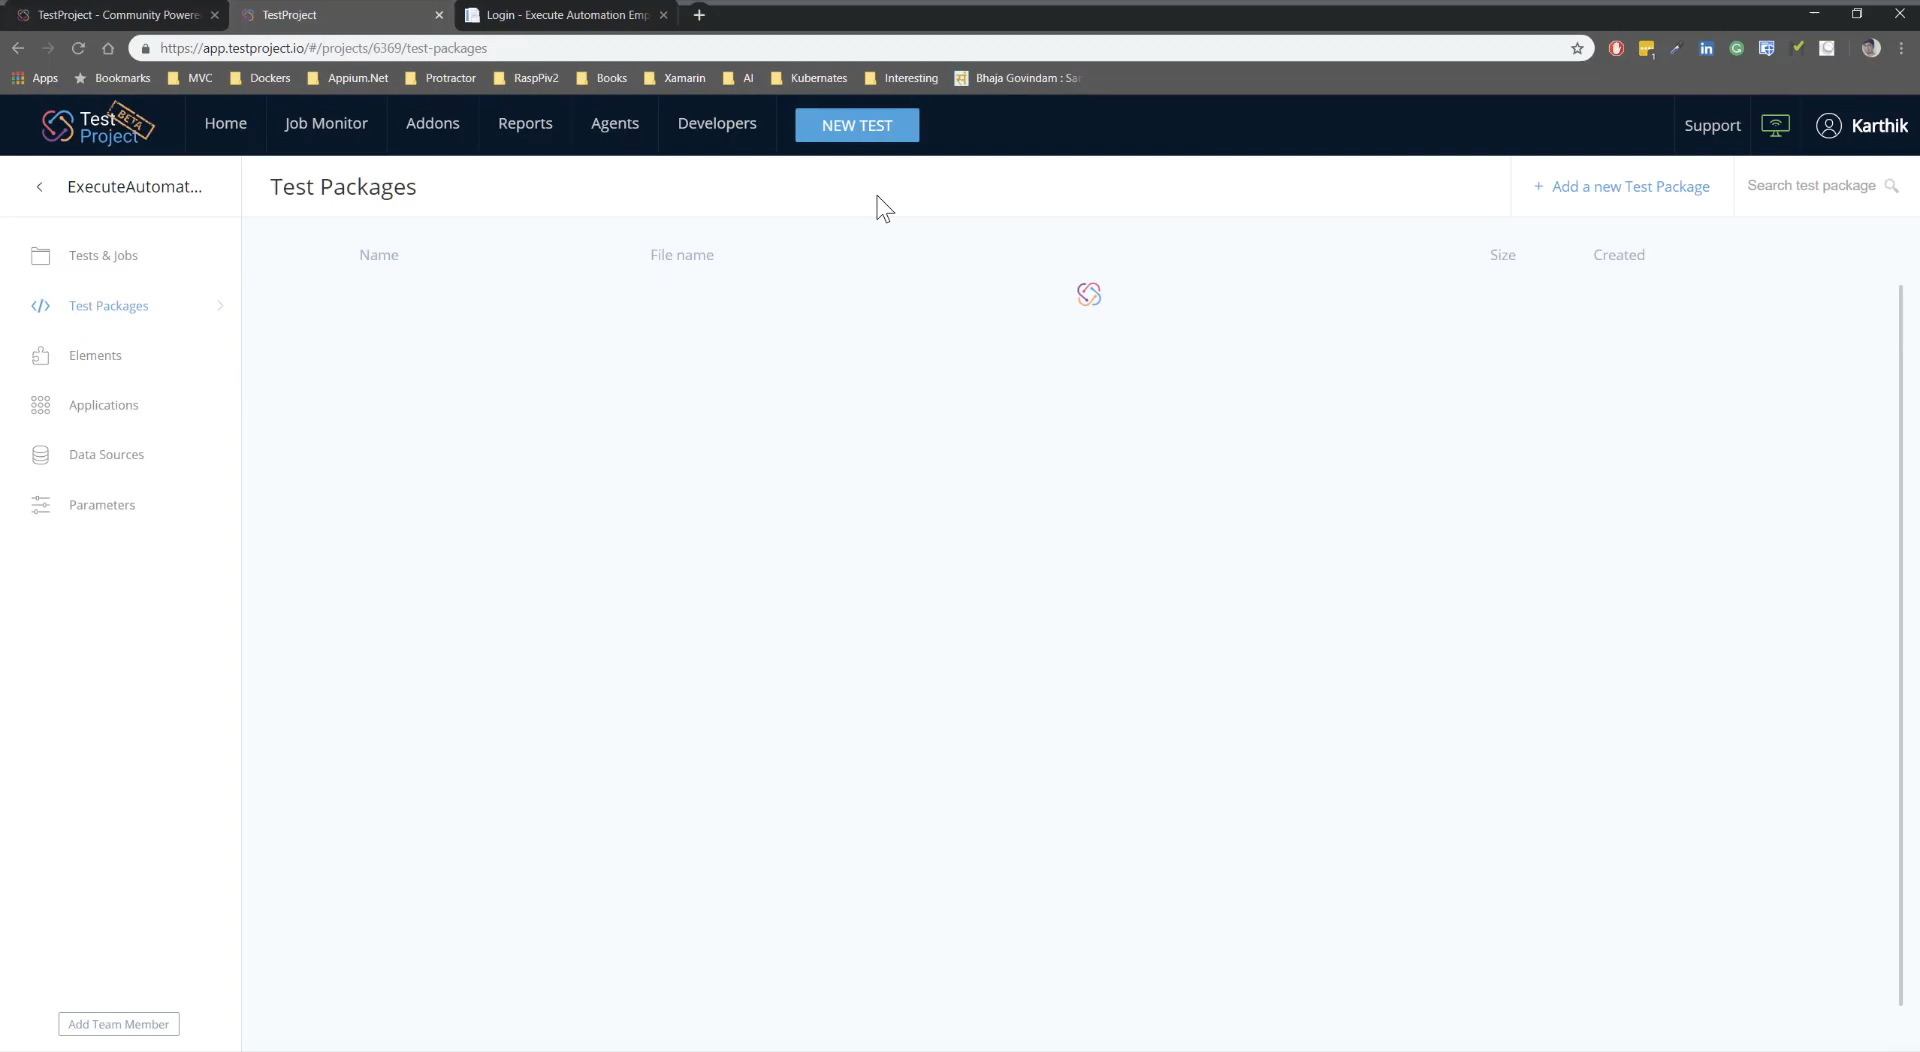 TestProject - Community Powere
TestProject
Login - Execute Automation Emp
https://app.testproject.io/#/projects/6369/test-packages
Apps
Bookmarks
MVC
Dockers
Appium.Net
Protractor
RaspPiv2
Books
Xamarin
AI
Kubernates
Interesting
Bhaja Govindam : Sa
Test Project
BETA
Home
Job Monitor
Addons
Reports
Agents
Developers
NEW TEST
Support
Karthik
ExecuteAutomat...
Test Packages
+ Add a new Test Package
Search test package
Tests & Jobs
Test Packages
Elements
Applications
Data Sources
Parameters
Name
File name
Size
Created
Add Team Member